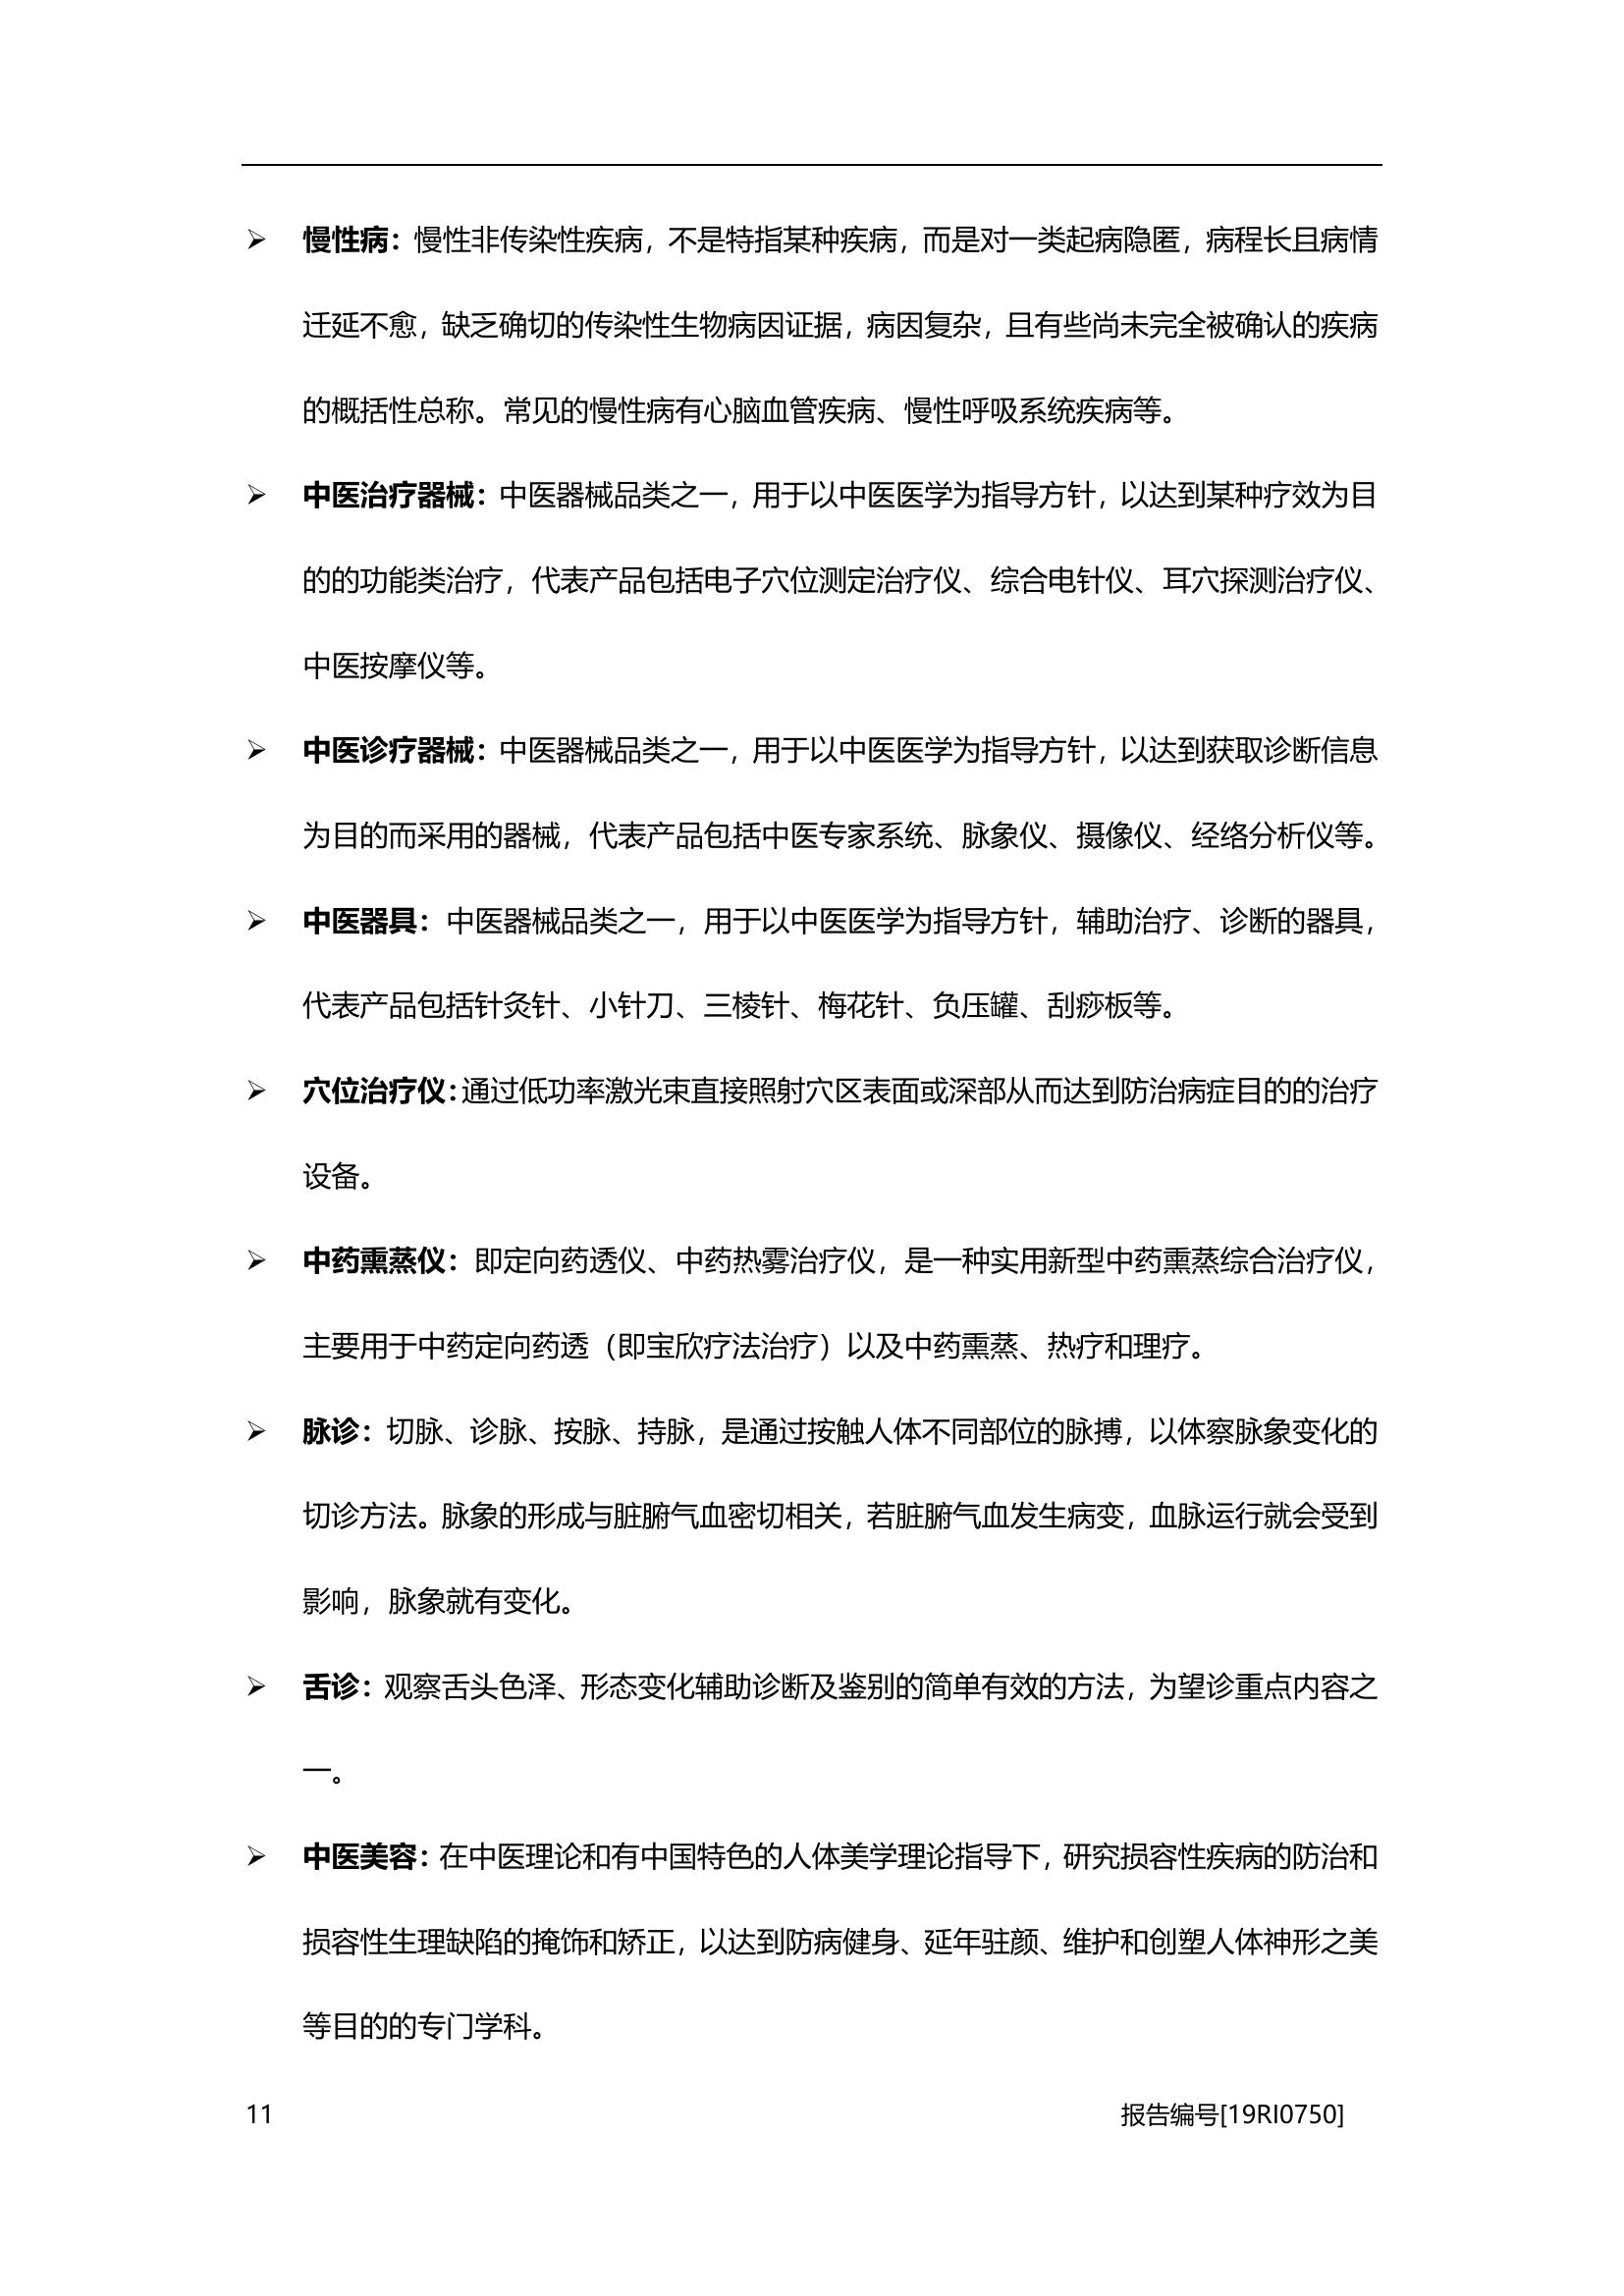 ➢ 慢性病：慢性非传染性疾病，不是特指某种疾病，而是对一类起病隐匿，病程长且病情
迁延不愈，缺乏确切的传染性生物病因证据，病因复杂，且有些尚未完全被确认的疾病
的概括性总称。常见的慢性病有心脑血管疾病、慢性呼吸系统疾病等。
➢ 中医治疗器械：中医器械品类之一，用于以中医医学为指导方针，以达到某种疗效为目
的的功能类治疗，代表产品包括电子穴位测定治疗仪、综合电针仪、耳穴探测治疗仪、
中医按摩仪等。
➢ 中医诊疗器械：中医器械品类之一，用于以中医医学为指导方针，以达到获取诊断信息
为目的而采用的器械，代表产品包括中医专家系统、脉象仪、摄像仪、经络分析仪等。
➢ 中医器具：中医器械品类之一，用于以中医医学为指导方针，辅助治疗、诊断的器具，
代表产品包括针灸针、小针刀、三棱针、梅花针、负压罐、刮痧板等。
➢ 穴位治疗仪：通过低功率激光束直接照射穴区表面或深部从而达到防治病症目的的治疗
设备。
➢ 中药熏蒸仪：即定向药透仪、中药热雾治疗仪，是一种实用新型中药熏蒸综合治疗仪，
主要用于中药定向药透（即宝欣疗法治疗）以及中药熏蒸、热疗和理疗。
➢ 脉诊：切脉、诊脉、按脉、持脉，是通过按触人体不同部位的脉搏，以体察脉象变化的
切诊方法。脉象的形成与脏腑气血密切相关，若脏腑气血发生病变，血脉运行就会受到
影响，脉象就有变化。
➢ 舌诊：观察舌头色泽、形态变化辅助诊断及鉴别的简单有效的方法，为望诊重点内容之
一。
➢ 中医美容：在中医理论和有中国特色的人体美学理论指导下，研究损容性疾病的防治和
损容性生理缺陷的掩饰和矫正，以达到防病健身、延年驻颜、维护和创塑人体神形之美
等目的的专门学科。
11 报告编号[19RI0750]